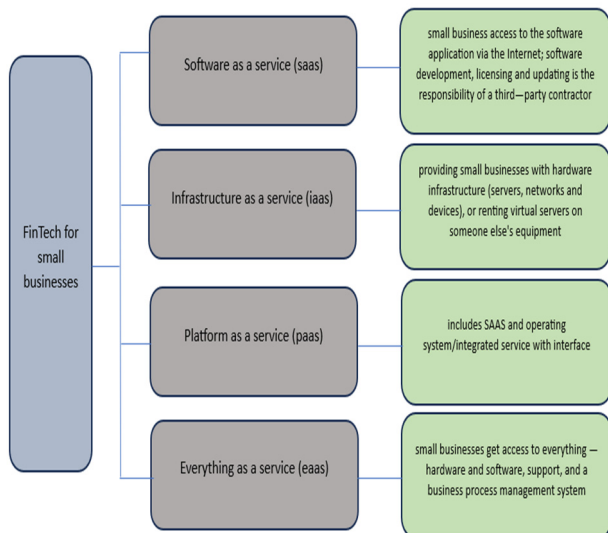 FinTech for
small
businesses
Software as a service (saas)
small business access to the software
application via the Internet; software
development, licensing and updating is the
responsibility of a third—party contractor
Infrastructure as a service (iaas)
providing small businesses with hardware
infrastructure (servers, networks and
devices), or renting virtual servers on
someone else's equipment
Platform as a service (paas)
includes SAAS and operating
system/integrated service with interface
Everything as a service (eaas)
small businesses get access to everything —
hardware and software, support, and a
business process management system